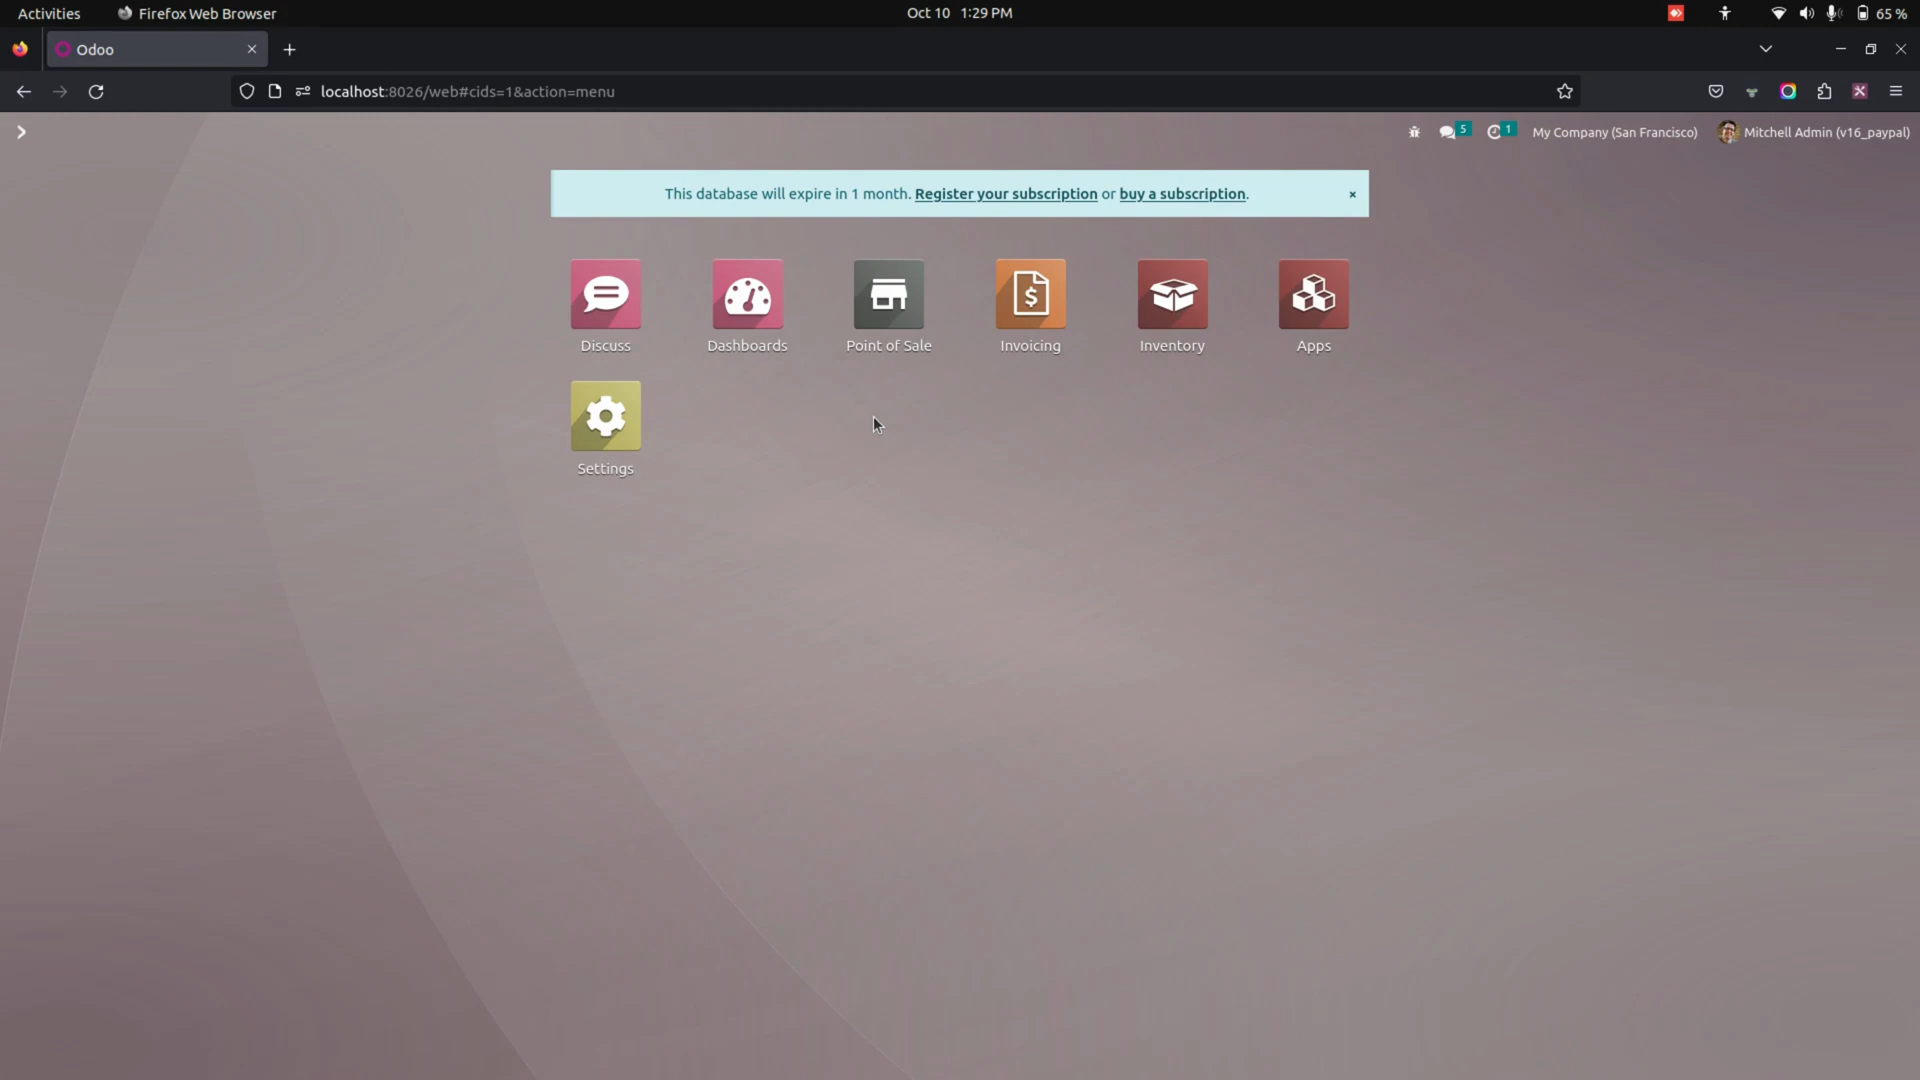 Activities Firefox Web Browser Oct 10 1:29 PM 65 %
Odoo
localhost:8026/web#cids=1&action=menu
5 1 My Company (San Francisco) Mitchell Admin (v16_paypal)
This database will expire in 1 month. Register your subscription or buy a subscription. ×
Discuss Dashboards Point of Sale Invoicing Inventory Apps
Settings